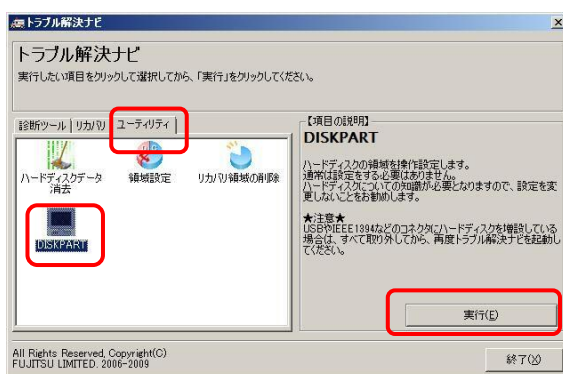 トラブル解決ナビ
トラブル解決ナビ
実行したい項目をクリックして選択してから、「実行」をクリックしてください。
診断ツール
リカバリ
ユーティリティ
ハードディスクデータ
消去
領域設定
リカバリ領域の削除
DISKPART
【項目の説明】
DISKPART
ハードディスクの領域を操作設定します。
通常は設定をする必要はありません。
ハードディスクについての知識が必要となりますので、設定を変
更しないことをお勧めします。
★注意★
USBやIEEE1394などのコネクタにハードディスクを増設している
場合は、すべて取り外してから、再度トラブル解決ナビを起動し
てください。
実行(E)
All Rights Reserved, Copyright(C)
FUJITSU LIMITED. 2006-2009
終了(X)